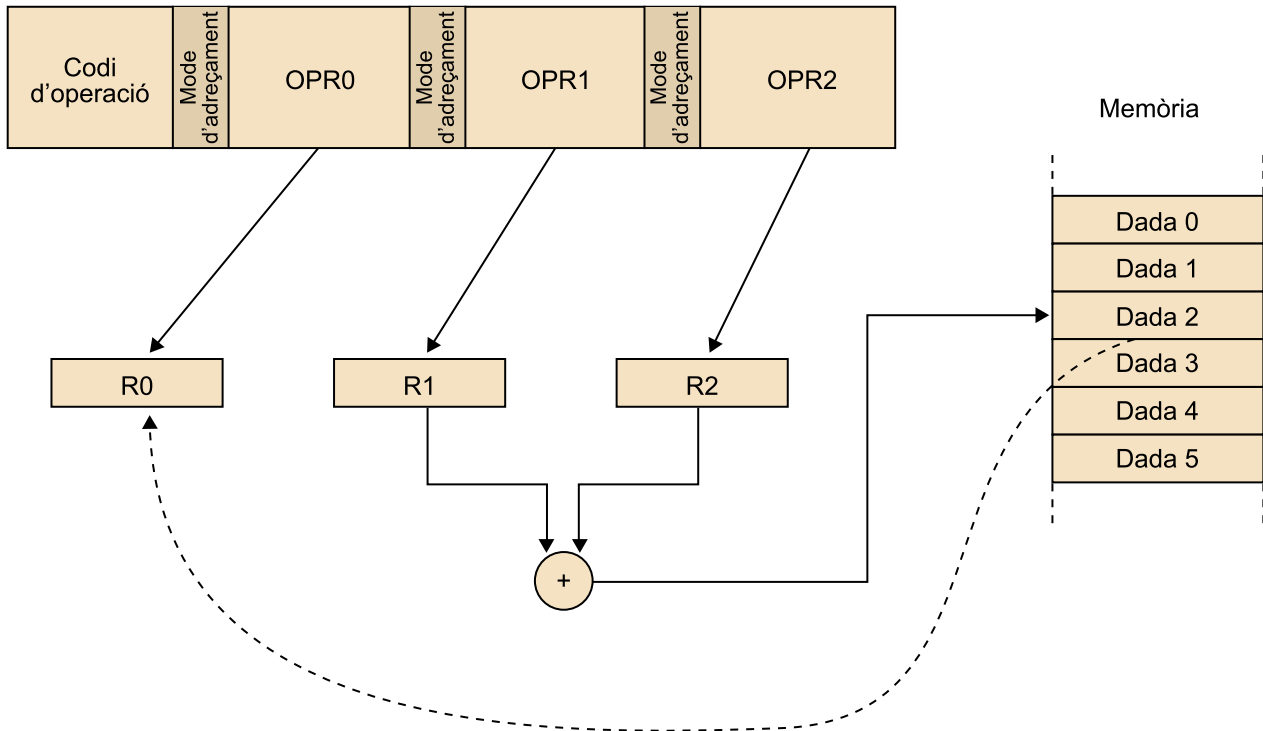 Codi
d'operació
Mode
d'adreçament
OPR0
Mode
d'adreçament
OPR1
Mode
d'adreçament
OPR2
Memòria
Dada 0
Dada 1
Dada 2
Dada 3
Dada 4
Dada 5
R0
R1
R2
+